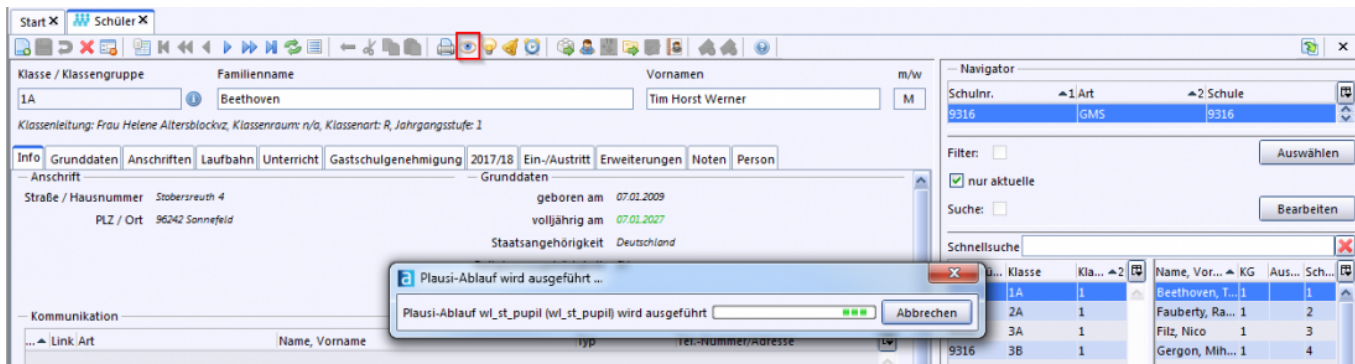 Start Schüler
Klasse / Klassengruppe Familienname Vornamen m/w
1A Beethoven Tim Horst Werner M
Klassenleitung: Frau Helene Altersblockvz, Klassenraum: n/a, Klassenart: R, Jahrgangsstufe: 1
Info Grunddaten Anschriften Laufbahn Unterricht Gastschulgenehmigung 2017/18 Ein-/Austritt Erweiterungen Noten Person
Anschrift Grunddaten
Straße / Hausnummer Stobersreuth 4 geboren am 07.01.2009
PLZ / Ort 96242 Sonnefeld volljährig am 07.01.2027
Staatsangehörigkeit Deutschland
Plausi-Ablauf wird ausgeführt ...
Plausi-Ablauf wl_st_pupil (wl_st_pupil) wird ausgeführt Abbrechen
Kommunikation
... Link Art Name, Vorname Typ Tel.-Nummer/Adresse
Navigator
Schulnr. 1 Art 2 Schule
9316 GMS 9316
Filter: Auswählen
nur aktuelle
Suche: Bearbeiten
Schnellsuche
Klasse Kla... 2 Name, Vor... KG Aus... Sch...
1A 1 Beethoven, T... 1 1
2A 1 Fauberty, Ra... 1 2
3A 1 Filz, Nico 1 3
9316 3B 1 Gergon, Mih... 1 4